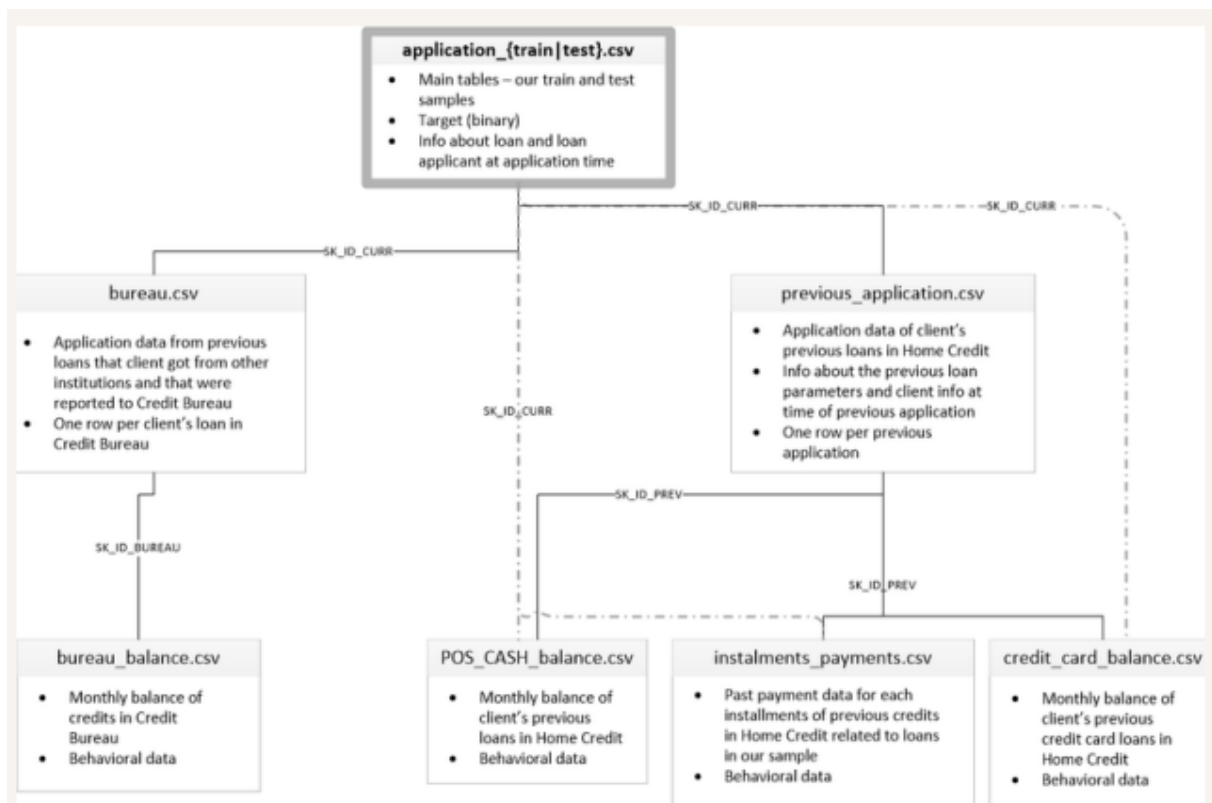 application_{train|test}.csv
• Main tables – our train and test
samples
• Target (binary)
• Info about loan and loan
applicant at application time
SK_ID_CURR
SK_ID_CURR
SK_ID_CURR
bureau.csv
• Application data from previous
loans that client got from other
institutions and that were
reported to Credit Bureau
• One row per client's loan in
Credit Bureau
previous_application.csv
• Application data of client's
previous loans in Home Credit
• Info about the previous loan
parameters and client info at
time of previous application
• One row per previous
application
SK_ID_CURR
SK_ID_PREV
SK_ID_BUREAU
SK_ID_PREV
bureau_balance.csv
• Monthly balance of
credits in Credit
Bureau
• Behavioral data
POS_CASH_balance.csv
• Monthly balance of
client's previous
loans in Home Credit
• Behavioral data
instalments_payments.csv
• Past payment data for each
installments of previous credits
in Home Credit related to loans
in our sample
• Behavioral data
credit_card_balance.csv
• Monthly balance of
client's previous
credit card loans in
Home Credit
• Behavioral data